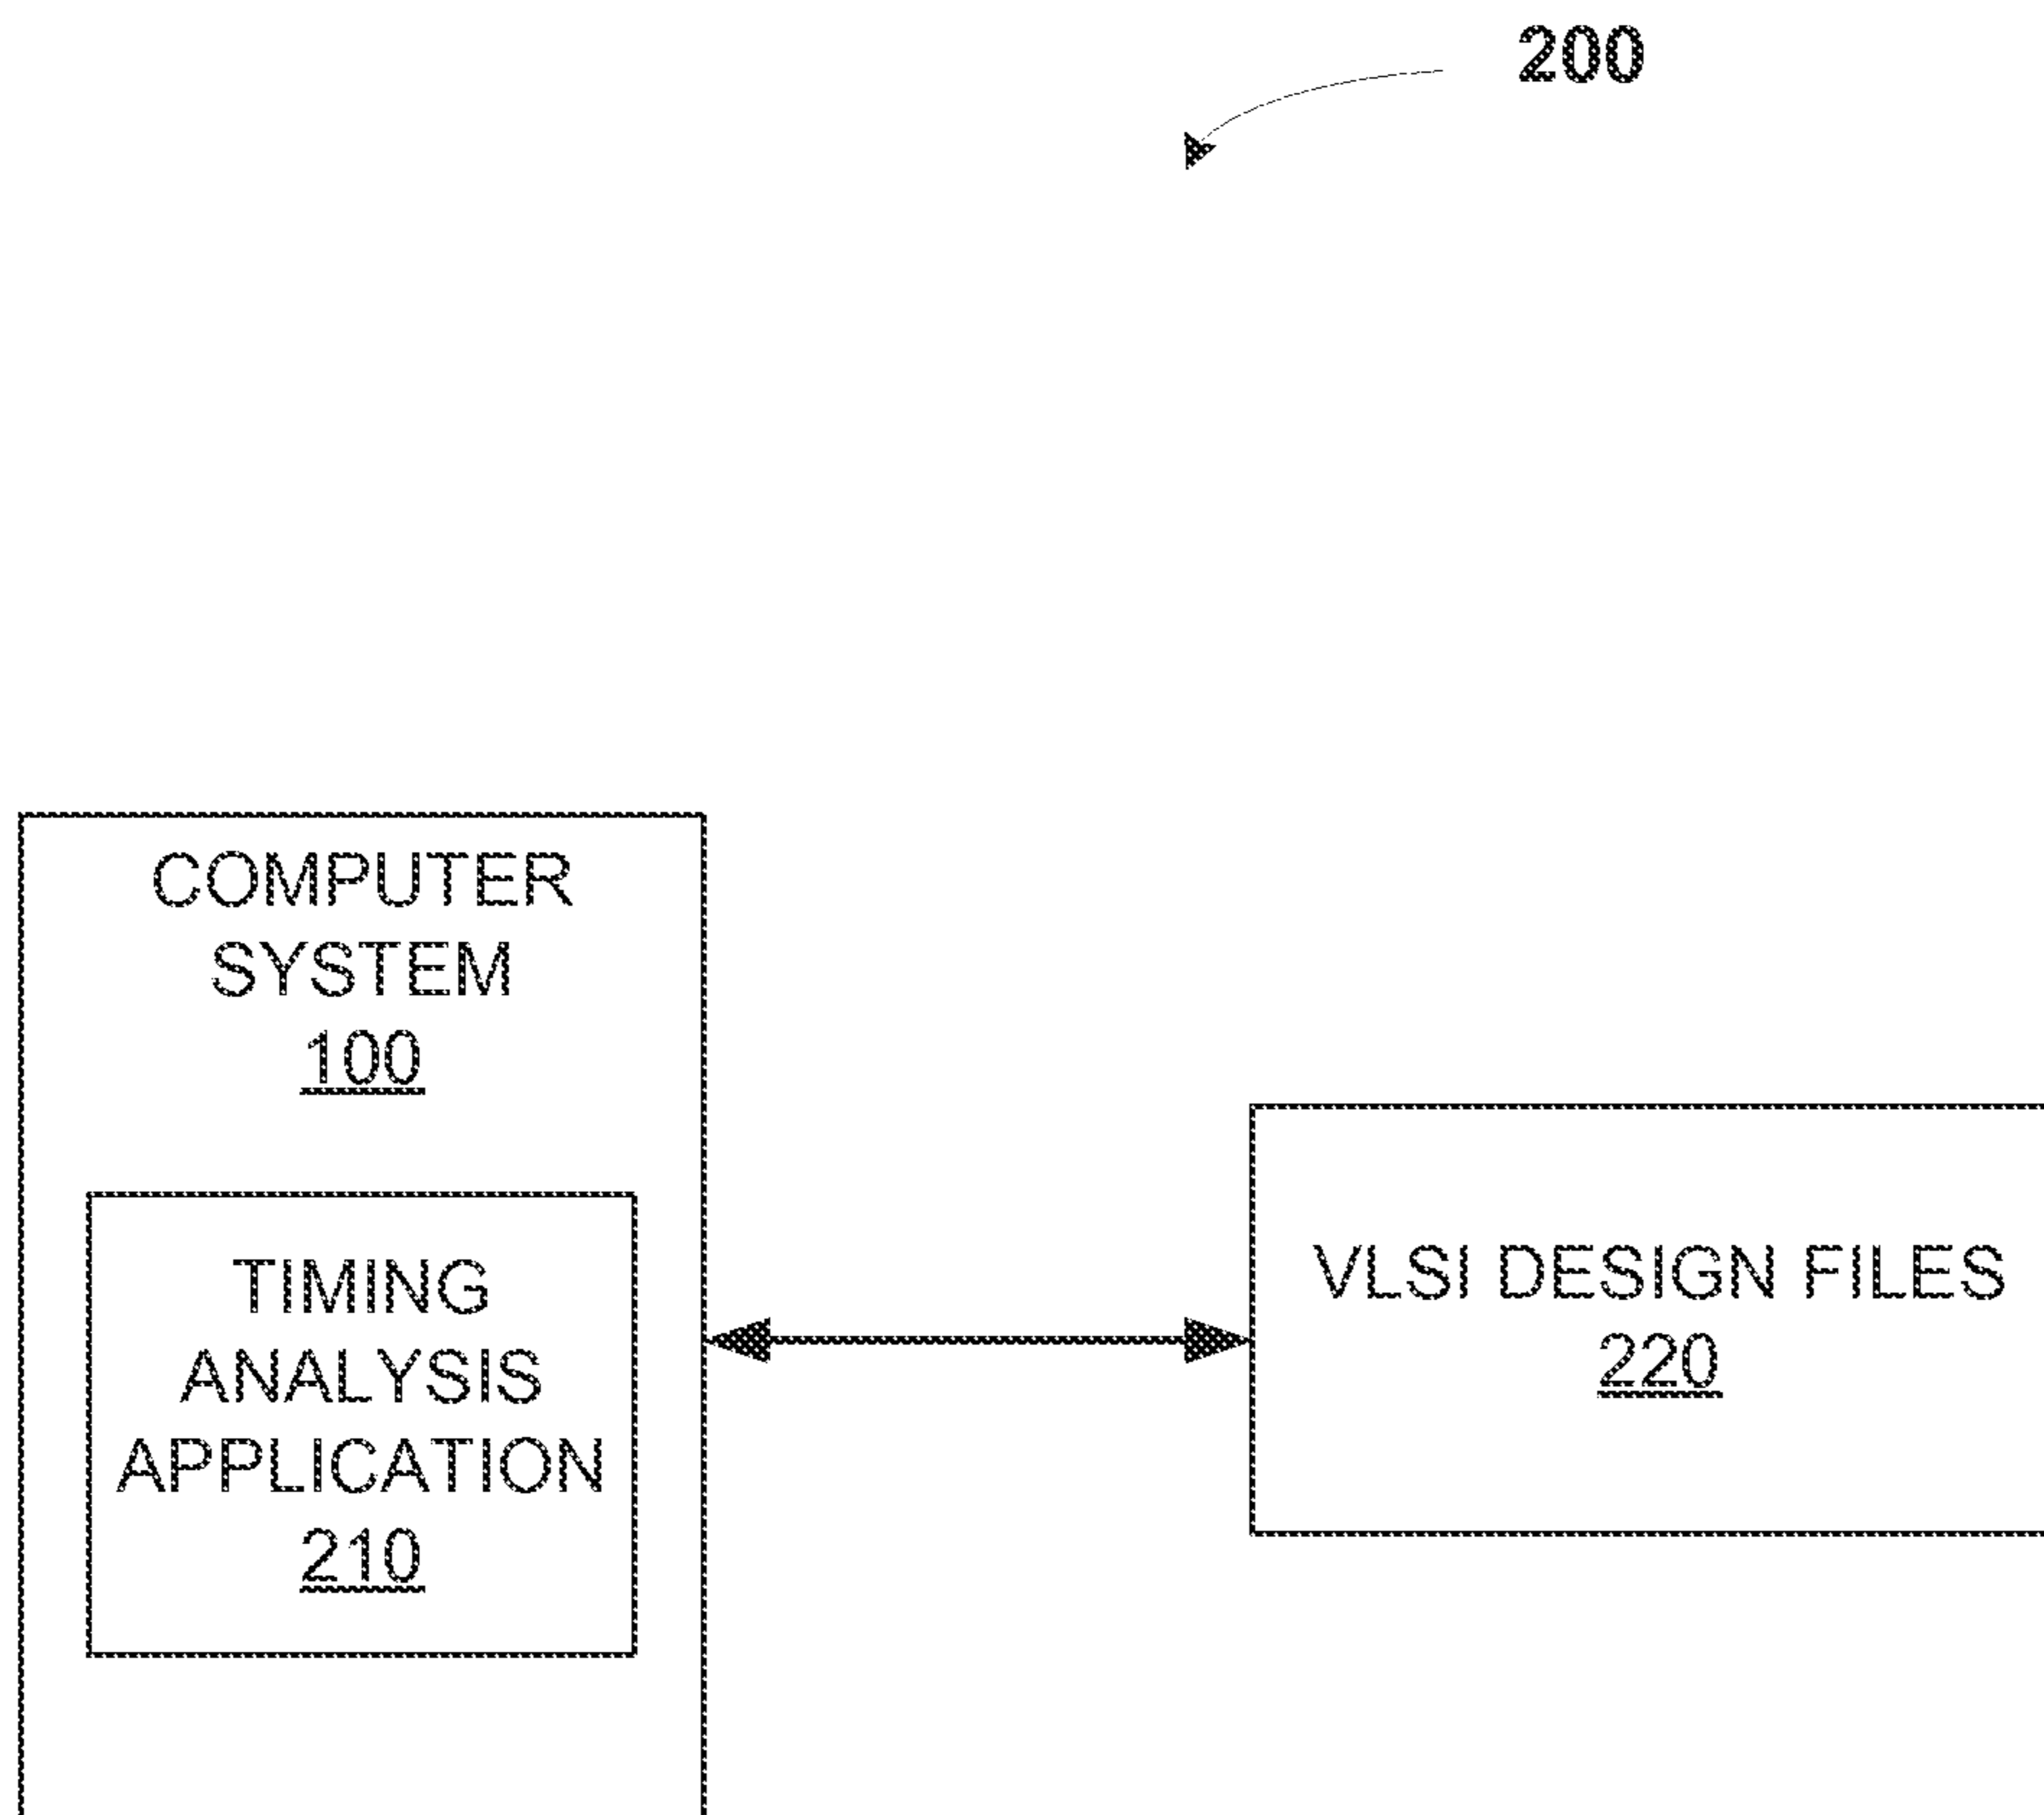 200
COMPUTER
SYSTEM
100
TIMING
ANALYSIS
APPLICATION
210
VLSI DESIGN FILES
220